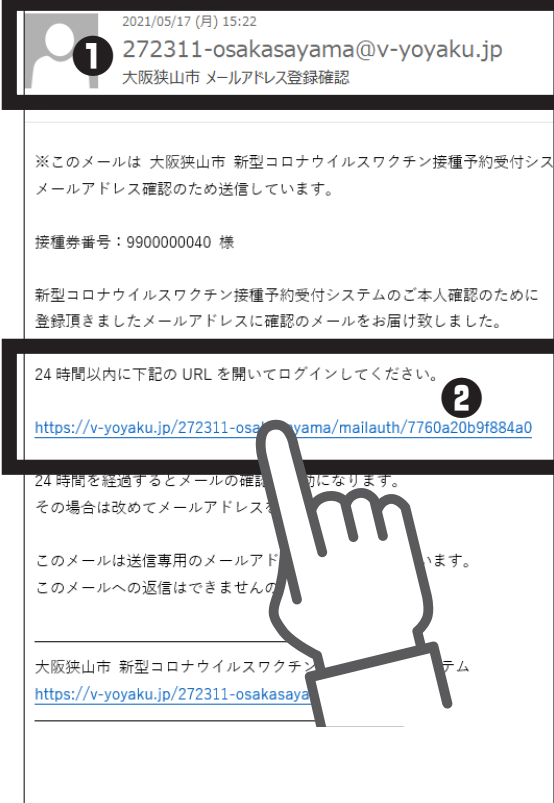 2021/05/17 (月) 15:22
❶
272311-osakasayama@v-yoyaku.jp
大阪狭山市 メールアドレス登録確認
※このメールは 大阪狭山市 新型コロナウイルスワクチン接種予約受付シス
メールアドレス確認のため送信しています。
接種券番号：9900000040 様
新型コロナウイルスワクチン接種予約受付システムのご本人確認のために
登録頂きましたメールアドレスに確認のメールをお届け致しました。
24 時間以内に下記の URL を開いてログインしてください。
❷
https://v-yoyaku.jp/272311-osakasayama/mailauth/7760a20b9f884a0
24 時間を経過するとメールの確認 効になります。
その場合は改めてメールアドレスを
このメールは送信専用のメールアド います。
このメールへの返信はできませんの
大阪狭山市 新型コロナウイルスワクチン テム
https://v-yoyaku.jp/272311-osakasaya